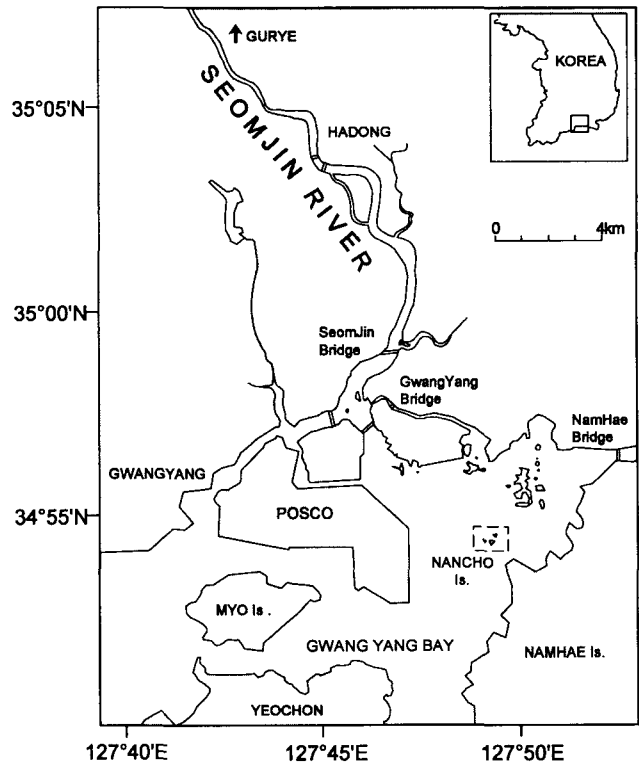 GURYE
KOREA
35°05'N
HADONG
SEOMJIN RIVER
0 4km
35°00'N
SeomJin
Bridge
GwangYang
Bridge
NamHae
Bridge
GWANGYANG
34°55'N
POSCO
NANCHO
Is.
MYO Is .
GWANG YANG BAY
NAMHAE Is.
YEOCHON
127°40'E 127°45'E 127°50'E